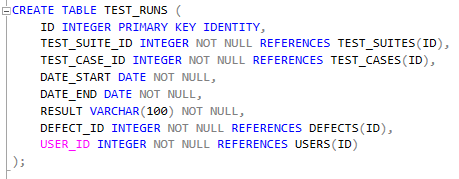 CREATE TABLE TEST_RUNS (
ID INTEGER PRIMARY KEY IDENTITY,
TEST_SUITE_ID INTEGER NOT NULL REFERENCES TEST_SUITES(ID),
TEST_CASE_ID INTEGER NOT NULL REFERENCES TEST_CASES(ID),
DATE_START DATE NOT NULL,
DATE_END DATE NOT NULL,
RESULT VARCHAR(100) NOT NULL,
DEFECT_ID INTEGER NOT NULL REFERENCES DEFECTS(ID),
USER_ID INTEGER NOT NULL REFERENCES USERS(ID)
);